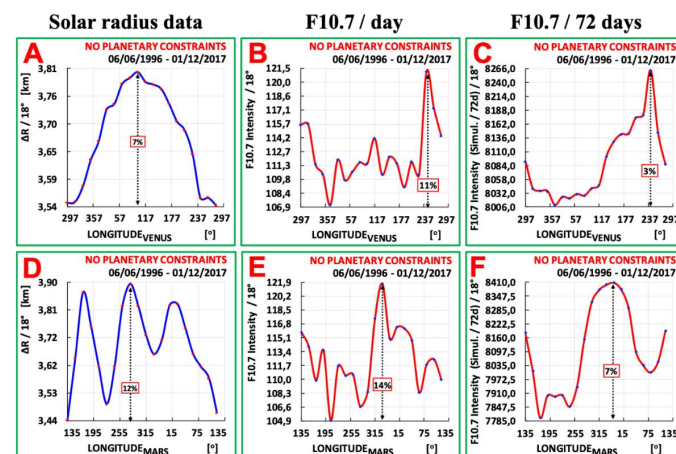 Solar radius data
F10.7 / day
F10.7 / 72 days
A
NO PLANETARY CONSTRAINTS
06/06/1996 - 01/12/2017
ΔR / 18° [km]
3,81
3,76
3,70
3,65
3,59
3,54
7%
297 357 57 117 177 237 297
LONGITUDE VENUS [°]
B
NO PLANETARY CONSTRAINTS
06/06/1996 - 01/12/2017
F10.7 Intensity / 18°
121,5
120,0
118,6
117,1
115,7
114,2
112,7
111,3
109,8
108,4
106,9
11%
297 357 57 117 177 237 297
LONGITUDE VENUS [°]
C
NO PLANETARY CONSTRAINTS
06/06/1996 - 01/12/2017
F10.7 Intensity (Simul. / 72d) / 18°
8266,0
8240,0
8214,0
8188,0
8162,0
8136,0
8110,0
8084,0
8058,0
8032,0
8006,0
3%
297 357 57 117 177 237 297
LONGITUDE VENUS [°]
D
NO PLANETARY CONSTRAINTS
06/06/1996 - 01/12/2017
ΔR / 18° [km]
3,90
3,81
3,72
3,62
3,53
3,44
12%
135 195 255 315 15 75 135
LONGITUDE MARS [°]
E
NO PLANETARY CONSTRAINTS
06/06/1996 - 01/12/2017
F10.7 Intensity / 18°
121,9
120,2
118,5
116,8
115,1
113,4
111,7
110,0
108,3
106,6
104,9
14%
135 195 255 315 15 75 135
LONGITUDE MARS [°]
F
NO PLANETARY CONSTRAINTS
06/06/1996 - 01/12/2017
F10.7 Intensity (Simul. / 72d) / 18°
8410,0
8347,5
8285,0
8222,5
8160,0
8097,5
8035,0
7972,5
7910,0
7847,5
7785,0
7%
135 195 255 315 15 75 135
LONGITUDE MARS [°]